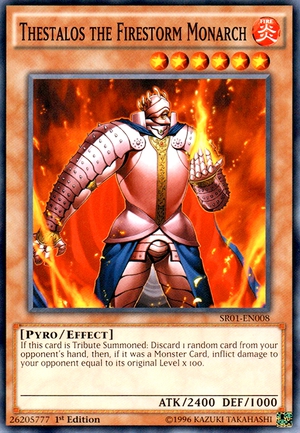 Thestalos the Firestorm Monarch
FIRE
炎
SR01-EN008
[Pyro/Effect]
If this card is Tribute Summoned: Discard 1 random card from your
opponent's hand, then, if it was a Monster Card, inflict damage to
your opponent equal to its original Level x 100.
ATK/2400 DEF/1000
26205777 1st Edition ©1996 KAZUKI TAKAHASHI